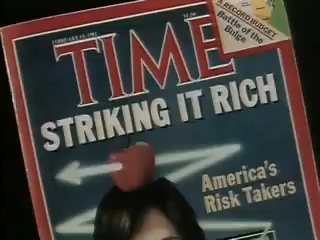 A RECORD BUDGET
Battle of the
Bulge
TIME
STRIKING IT RICH
America's
Risk Takers